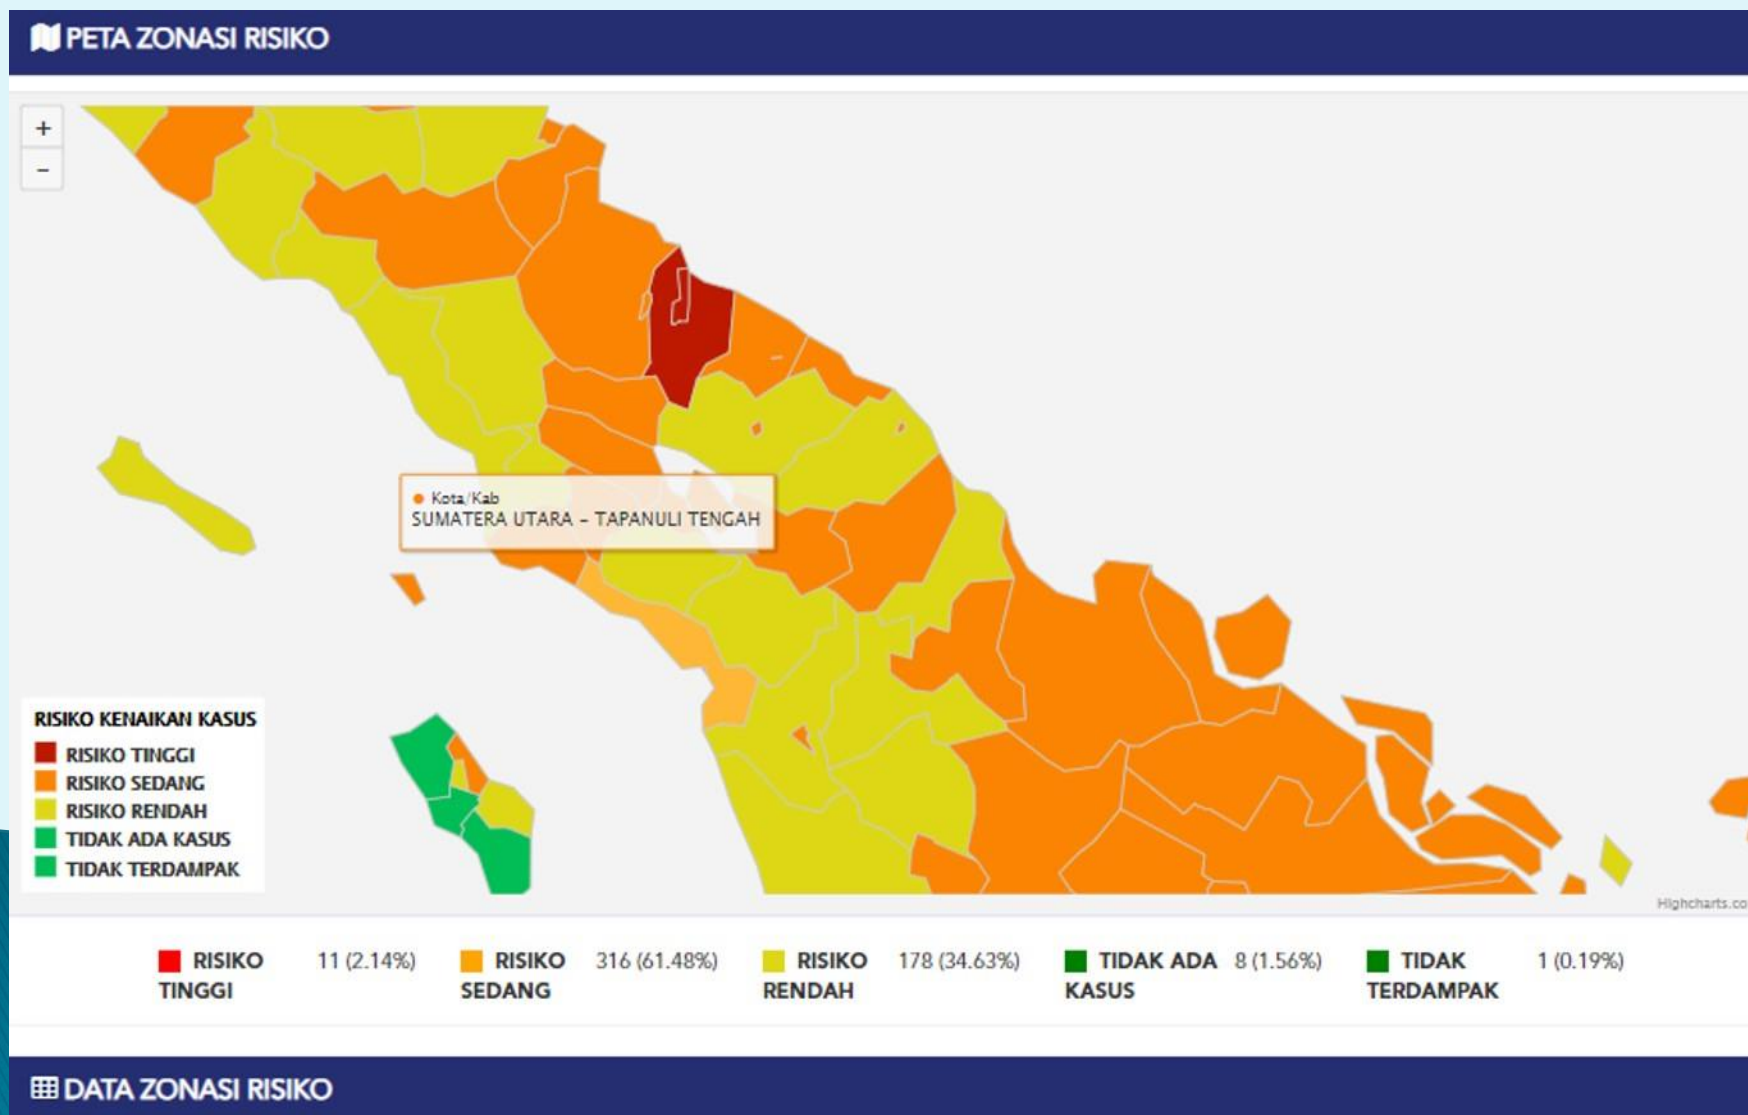 PETA ZONASI RISIKO
+
−
Kota/Kab
SUMATERA UTARA – TAPANULI TENGAH
RISIKO KENAIKAN KASUS
RISIKO TINGGI
RISIKO SEDANG
RISIKO RENDAH
TIDAK ADA KASUS
TIDAK TERDAMPAK
Highcharts.co
RISIKO TINGGI 11 (2.14%)
RISIKO SEDANG 316 (61.48%)
RISIKO RENDAH 178 (34.63%)
TIDAK ADA KASUS 8 (1.56%)
TIDAK TERDAMPAK 1 (0.19%)
DATA ZONASI RISIKO